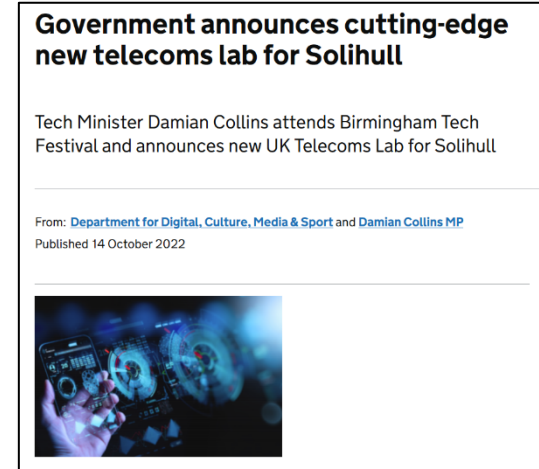 Government announces cutting-edge
new telecoms lab for Solihull
Tech Minister Damian Collins attends Birmingham Tech
Festival and announces new UK Telecoms Lab for Solihull
From: Department for Digital, Culture, Media & Sport and Damian Collins MP
Published 14 October 2022